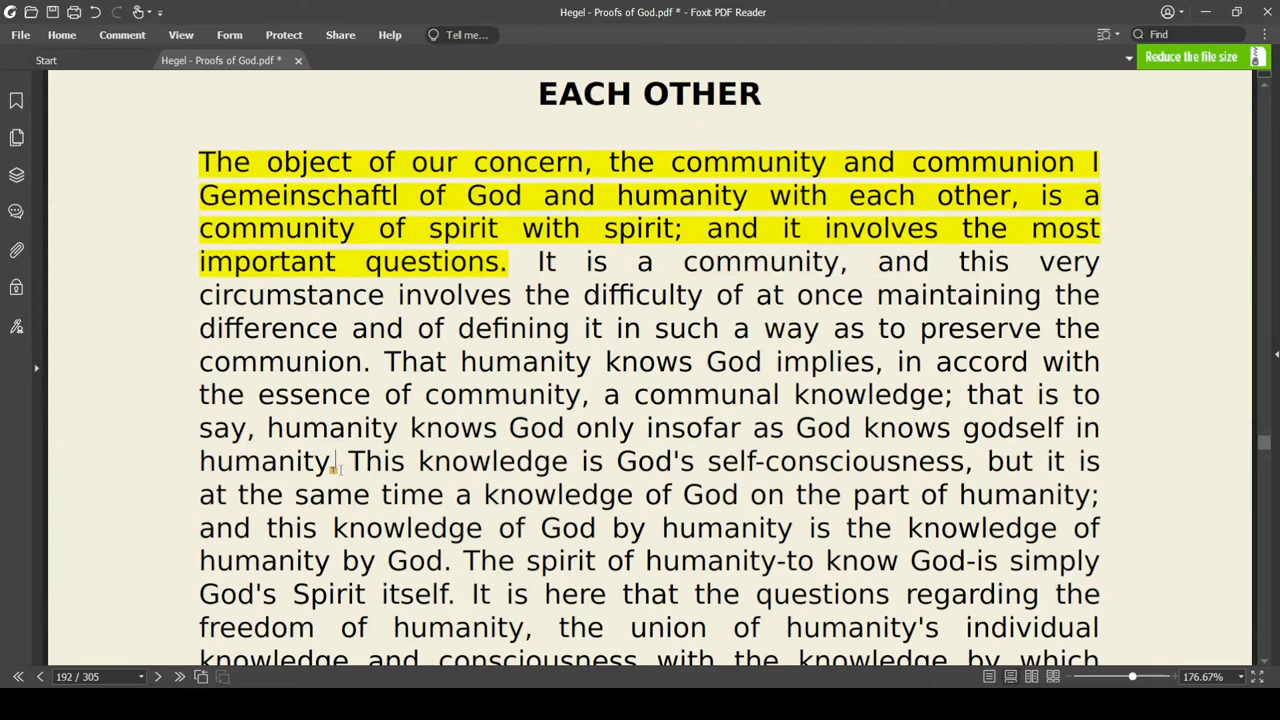 Hegel - Proofs of God.pdf * - Foxit PDF Reader
File Home Comment View Form Protect Share Help Tell me... Find
Start Hegel - Proofs of God.pdf * Reduce the file size
EACH OTHER
The object of our concern, the community and communion I
Gemeinschaftl of God and humanity with each other, is a
community of spirit with spirit; and it involves the most
important questions. It is a community, and this very
circumstance involves the difficulty of at once maintaining the
difference and of defining it in such a way as to preserve the
communion. That humanity knows God implies, in accord with
the essence of community, a communal knowledge; that is to
say, humanity knows God only insofar as God knows godself in
humanity. This knowledge is God's self-consciousness, but it is
at the same time a knowledge of God on the part of humanity;
and this knowledge of God by humanity is the knowledge of
humanity by God. The spirit of humanity-to know God-is simply
God's Spirit itself. It is here that the questions regarding the
freedom of humanity, the union of humanity's individual
knowledge and consciousness with the knowledge by which
192 / 305 176.67%